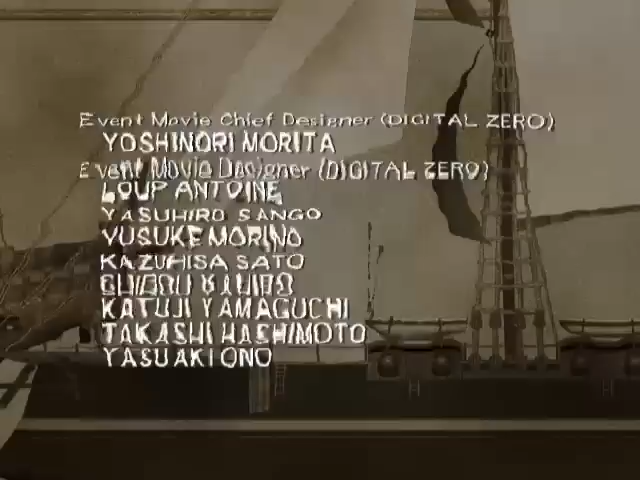 Event Movie Chief Designer (DIGITAL ZERO)
YOSHINORI MORITA
Event Movie Designer (DIGITAL ZERO)
LOUP ANTOINE
YASUHIRO SANGO
YUSUKE MORINO
KAZUHISA SATO
KATUJI YAMAGUCHI
TAKASHI HASHIMOTO
YASUAKI ONO